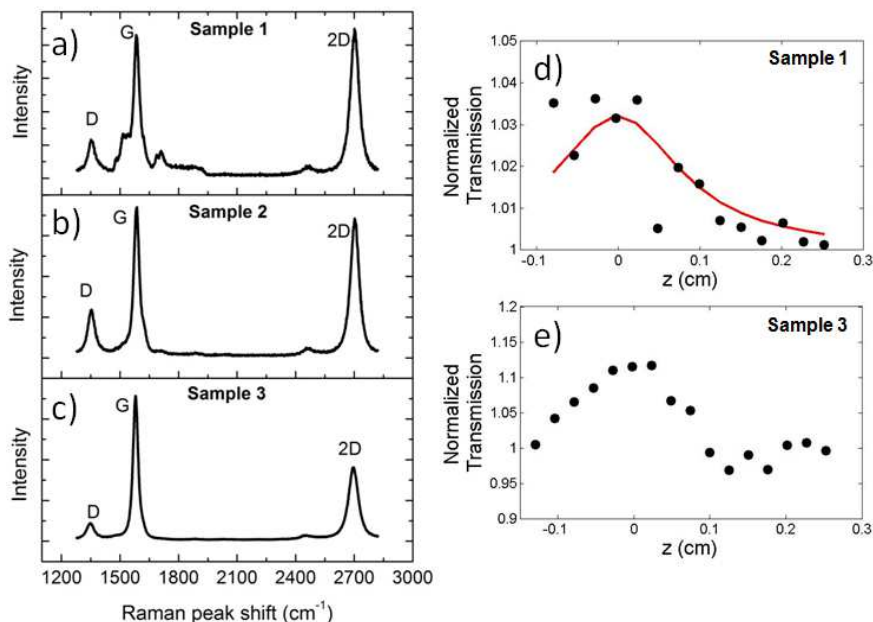 a)
Sample 1
D
G
2D
Intensity
b)
Sample 2
D
G
2D
Intensity
c)
Sample 3
D
G
2D
Intensity
1200 1500 1800 2100 2400 2700 3000
Raman peak shift (cm⁻¹)
d)
Sample 1
1.05
1.04
1.03
1.02
1.01
1
Normalized
Transmission
-0.1 0 0.1 0.2 0.3
z (cm)
e)
Sample 3
1.2
1.15
1.1
1.05
1
0.95
0.9
Normalized
Transmission
-0.1 0 0.1 0.2 0.3
z (cm)